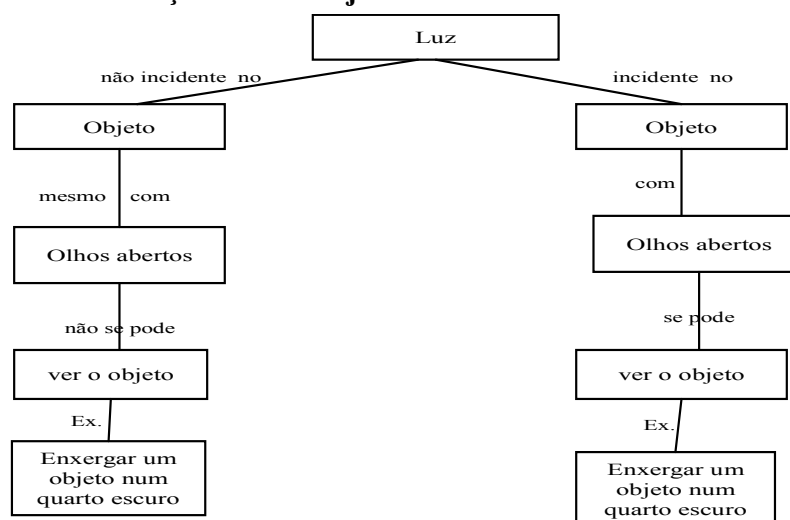 Luz
não incidente no
incidente no
Objeto
Objeto
mesmo com
com
Olhos abertos
Olhos abertos
não se pode
se pode
ver o objeto
ver o objeto
Ex.
Ex.
Enxergar um
objeto num
quarto escuro
Enxergar um
objeto num
quarto escuro